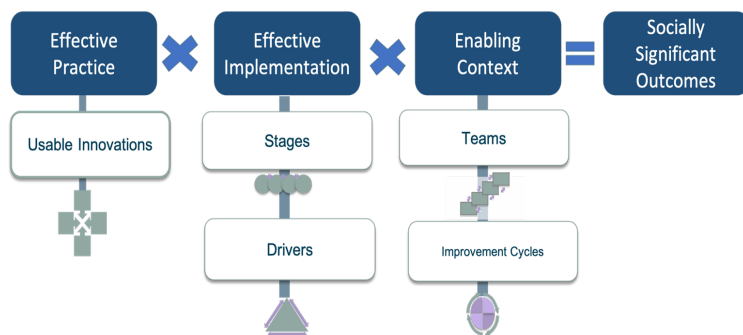 Effective
Practice
Effective
Implementation
Enabling
Context
Socially
Significant
Outcomes
Usable Innovations
Stages
Teams
Drivers
Improvement Cycles